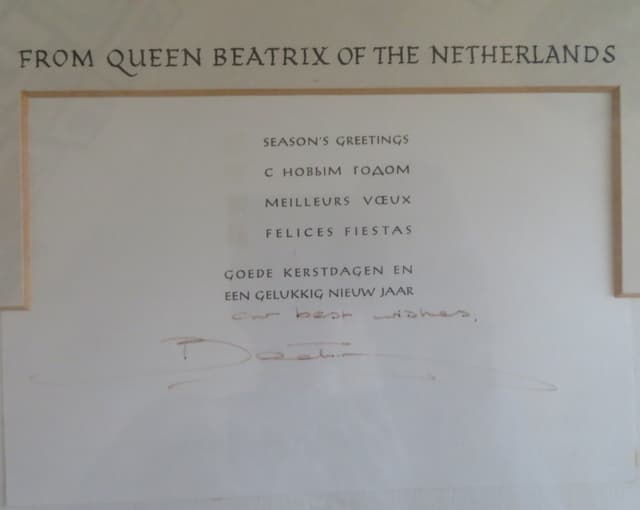 FROM QUEEN BEATRIX OF THE NETHERLANDS
SEASON'S GREETINGS
С НОВЫМ ГОДОМ
MEILLEURS VŒUX
FELICES FIESTAS
GOEDE KERSTDAGEN EN
EEN GELUKKIG NIEUW JAAR
our best wishes,
Beatrix